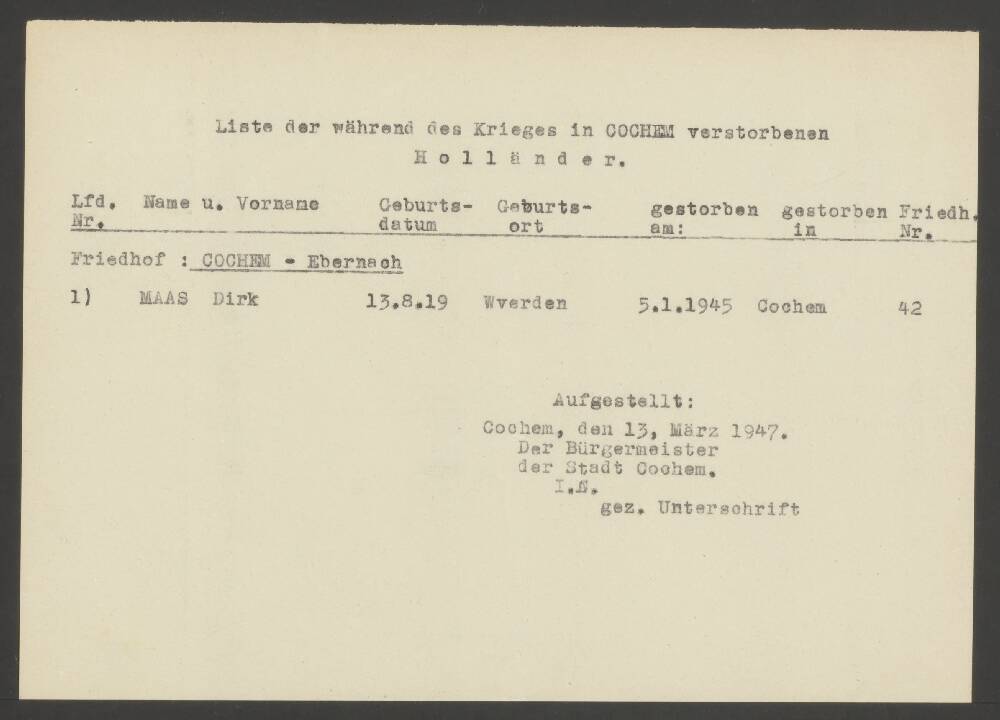 Liste der während des Krieges in COCHEM verstorbenen
Holländer.
Lfd. Name u. Vorname Geburts- Geburts- gestorben gestorben Friedh.
Nr. datum ort am: in Nr.
Friedhof : COCHEM - Ebernach
1) MAAS Dirk 13.8.19 Wverden 5.1.1945 Cochem 42
Aufgestellt:
Cochem, den 13, März 1947.
Der Bürgermeister
der Stadt Cochem.
gez. Unterschrift